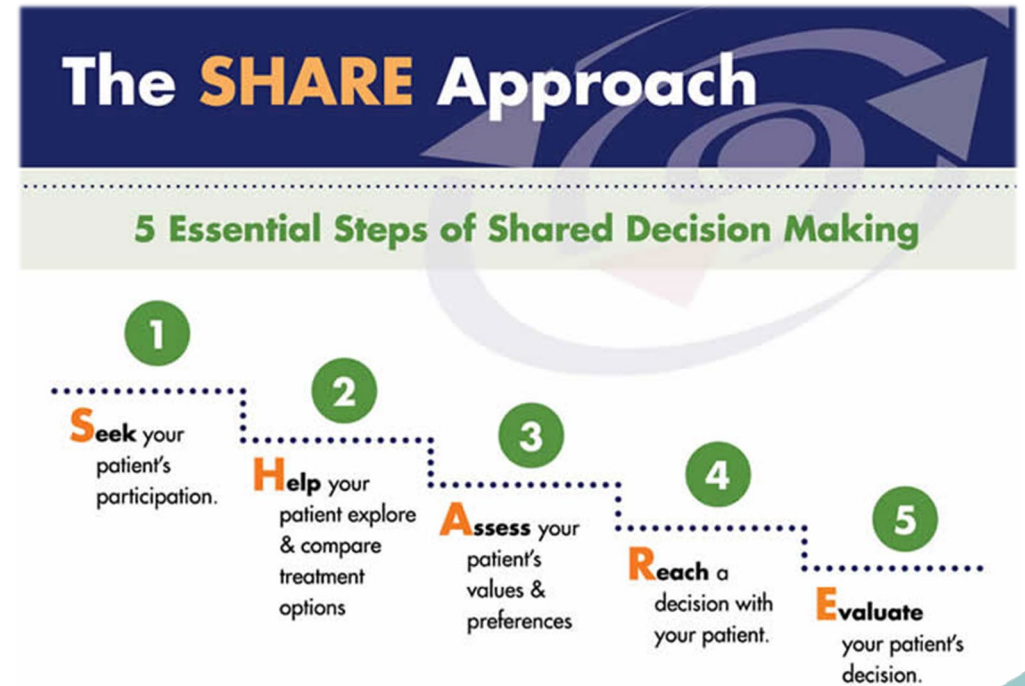 The SHARE Approach
5 Essential Steps of Shared Decision Making
1
Seek your
patient's
participation.
2
Help your
patient explore
& compare
treatment
options
3
Assess your
patient's
values &
preferences
4
Reach a
decision with
your patient.
5
Evaluate
your patient's
decision.